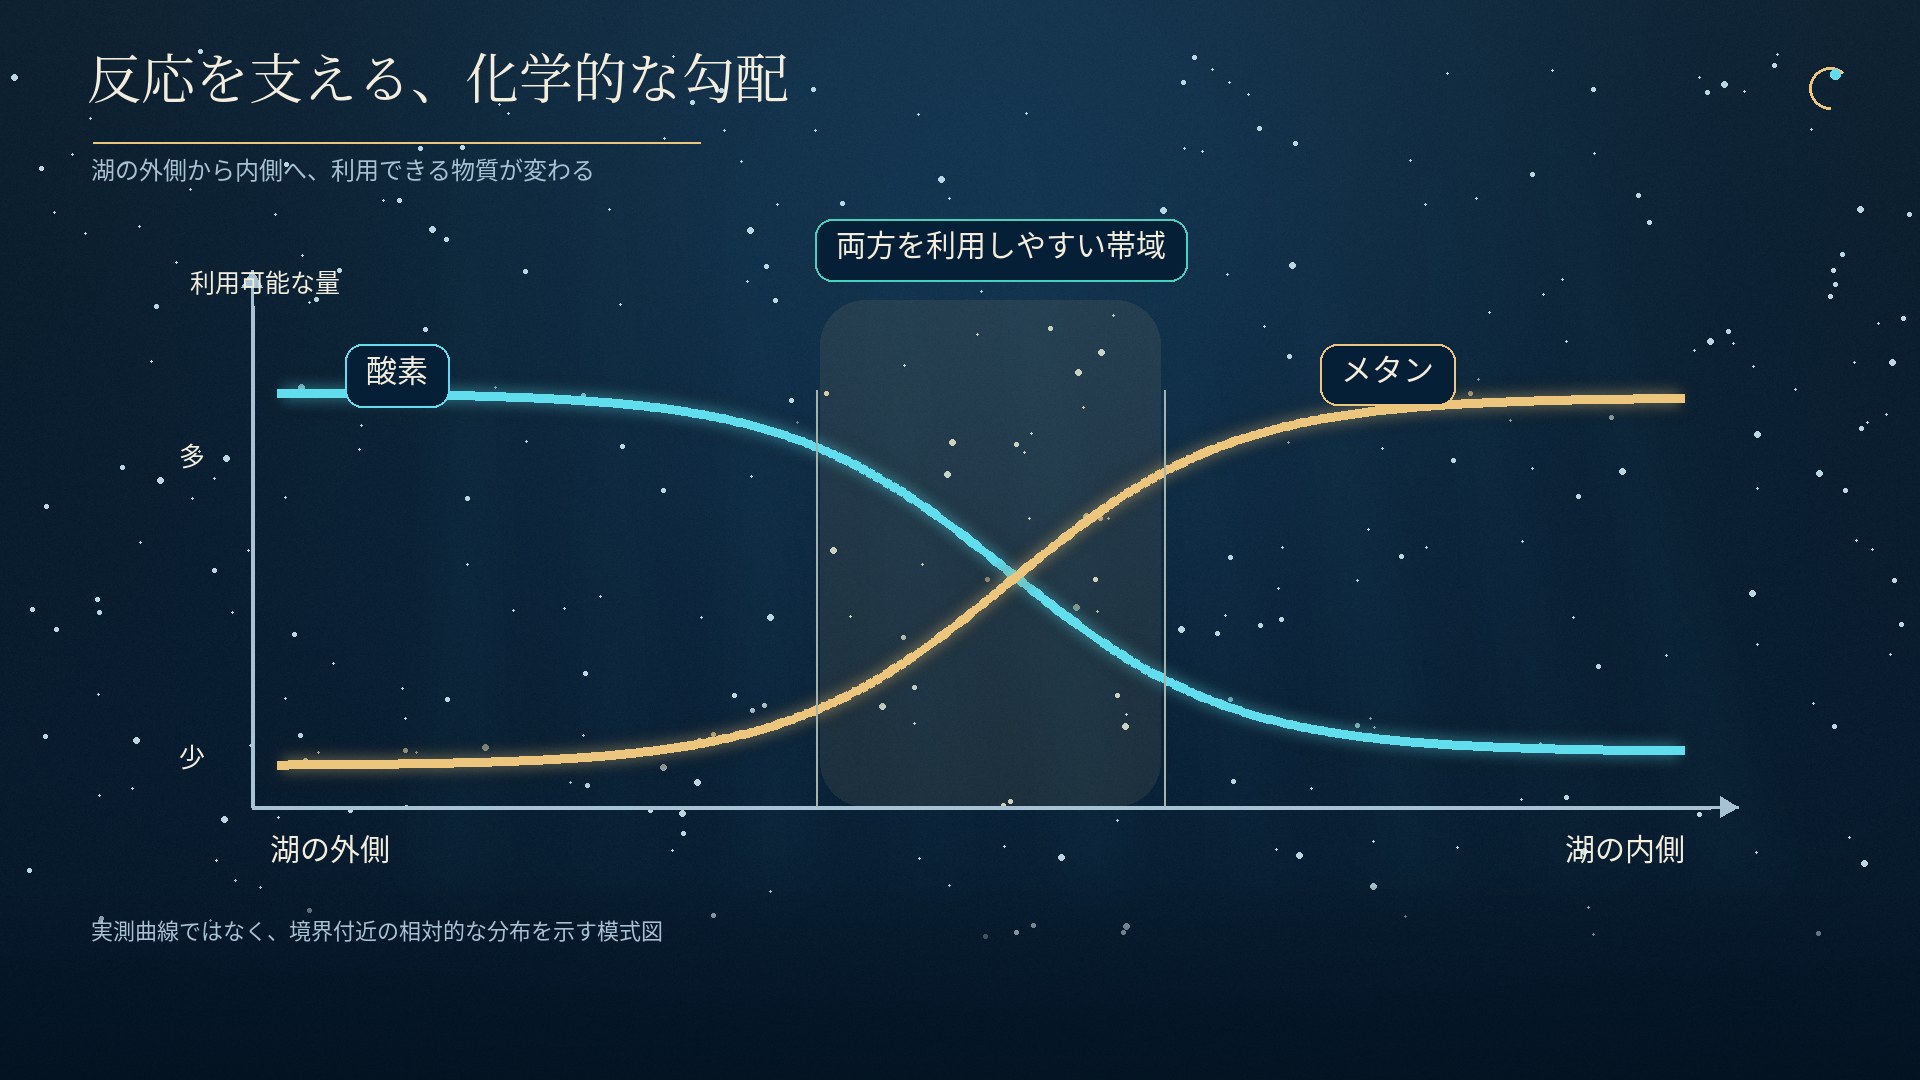 反応を支える、化学的な勾配
湖の外側から内側へ、利用できる物質が変わる
両方を利用しやすい帯域
利用可能な量
酸素
メタン
多
少
湖の外側
湖の内側
実測曲線ではなく、境界付近の相対的な分布を示す模式図